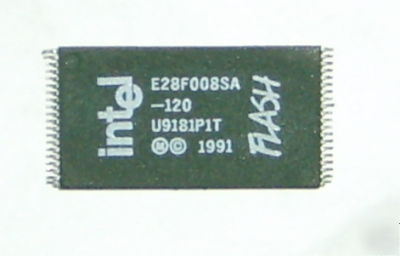 intel
E28F008SA
-120
U9181P1T
Ⓜ© 1991
FLASH